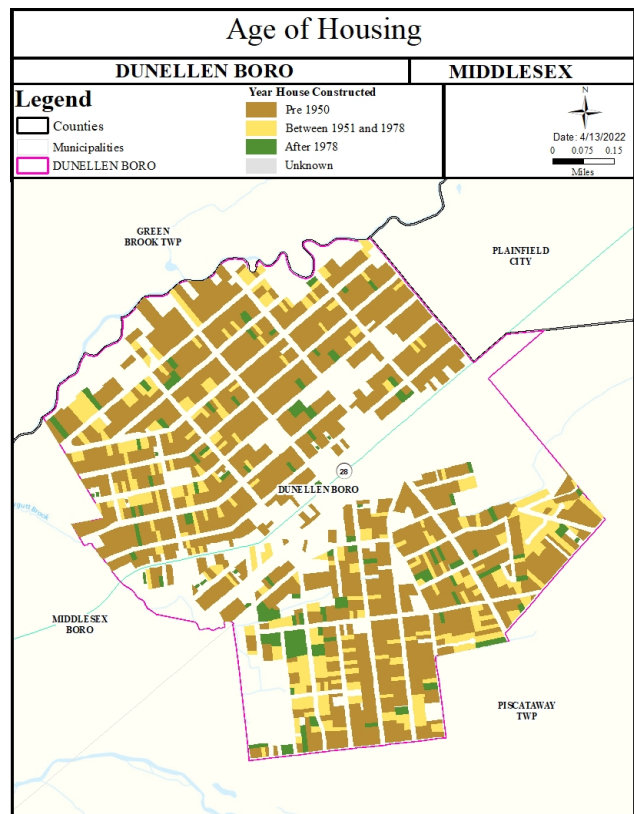 Age of Housing
DUNELLEN BORO
MIDDLESEX
Legend
Counties
Municipalities
DUNELLEN BORO
Year House Constructed
Pre 1950
Between 1951 and 1978
After 1978
Unknown
N
Date: 4/13/2022
0 0.075 0.15
Miles
GREEN
BROOK TWP
PLAINFIELD
CITY
28
DUNELLEN BORO
Brook
MIDDLESEX
BORO
PISCATAWAY
TWP